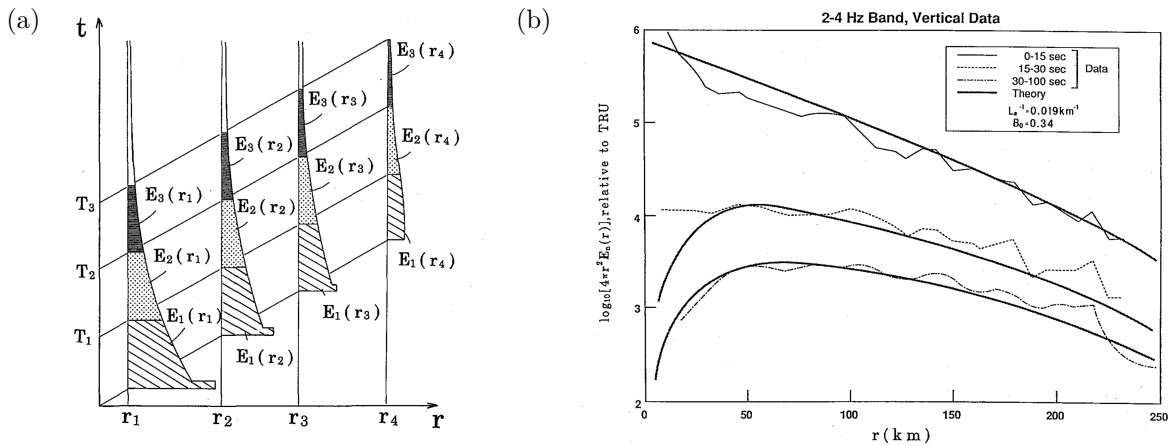 (a)
t
E₃(r₄)
E₃(r₃)
E₃(r₂)
E₂(r₄)
E₂(r₃)
T₃
E₃(r₁)
E₂(r₂)
E₁(r₄)
T₂
E₂(r₁)
E₁(r₃)
T₁
E₁(r₁)
E₁(r₂)
r₁ r₂ r₃ r₄ r
(b)
2-4 Hz Band, Vertical Data
log₁₀[4πr²Eₙ(r)],relative to TRU
6
5
4
3
2
0-15 sec
15-30 sec
30-100 sec
Data
Theory
Lₑ⁻¹=0.019km⁻¹
B₀=0.34
0 50 100 150 200 250
r(km)